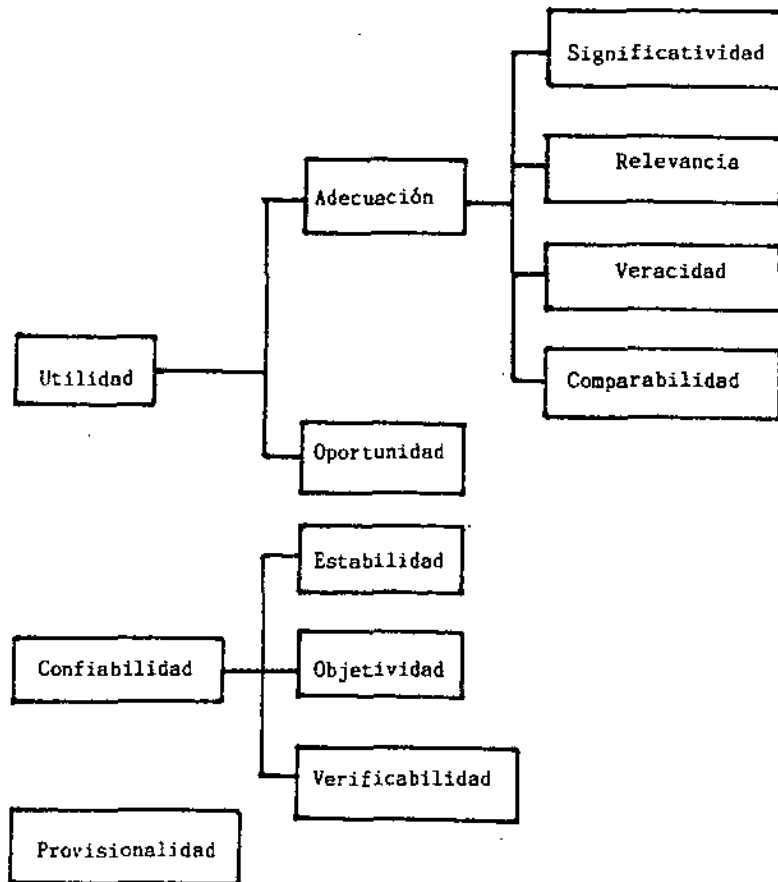 Significatividad
Relevancia
Adecuación
Veracidad
Utilidad
Comparabilidad
Oportunidad
Estabilidad
Confiabilidad
Objetividad
Verificabilidad
Provisionalidad